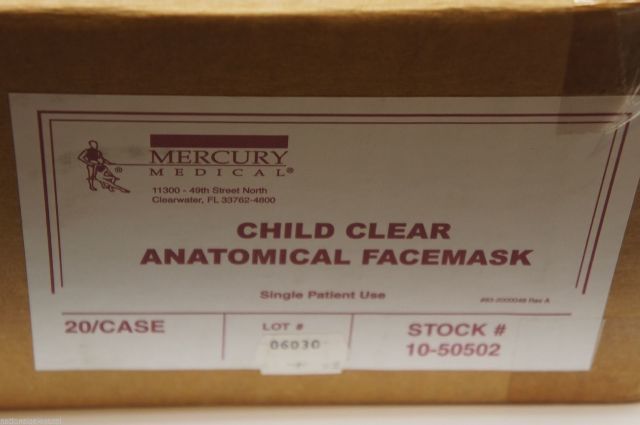 MERCURY
MEDICAL®
11300 - 49th Street North
Clearwater, FL 33762-4800
CHILD CLEAR
ANATOMICAL FACEMASK
Single Patient Use
Rev A
20/CASE
LOT #
06030
STOCK #
10-50502